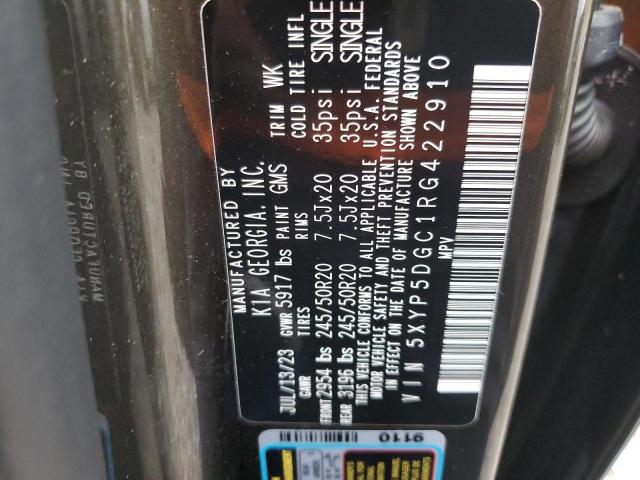 MANUFACTURED BY
KIA GEORGIA, INC.
JUL/13/23 GVWR 5917 lbs PAINT GMS TRIM WK
GAWR TIRES RIMS COLD TIRE INFL
FRONT 2954 lbs 245/50R20 7.5Jx20 35psi SINGLE
REAR 3196 lbs 245/50R20 7.5Jx20 35psi SINGLE
THIS VEHICLE CONFORMS TO ALL APPLICABLE U.S.A. FEDERAL
MOTOR VEHICLE SAFETY AND THEFT PREVENTION STANDARDS
IN EFFECT ON THE DATE OF MANUFACTURE SHOWN ABOVE
VIN 5XYP5DGC1RG422910
MPV
9110